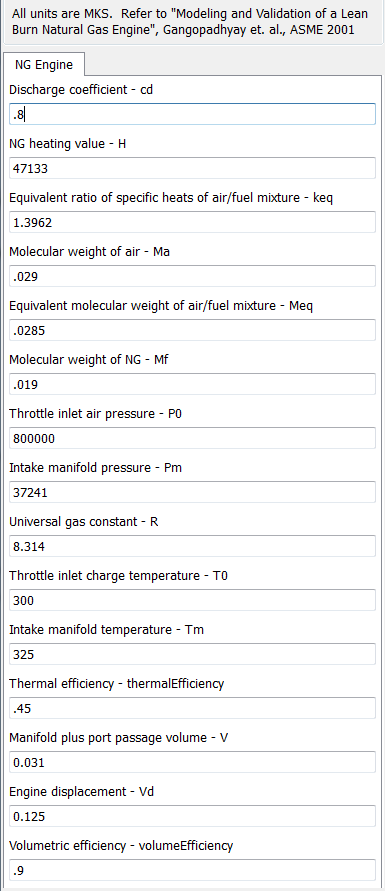 All units are MKS.  Refer to "Modeling and Validation of a Lean
Burn Natural Gas Engine", Gangopadhyay et. al., ASME 2001
NG Engine
Discharge coefficient - cd
.8
NG heating value - H
47133
Equivalent ratio of specific heats of air/fuel mixture - keq
1.3962
Molecular weight of air - Ma
.029
Equivalent molecular weight of air/fuel mixture - Meq
.0285
Molecular weight of NG - Mf
.019
Throttle inlet air pressure - P0
800000
Intake manifold pressure - Pm
37241
Universal gas constant - R
8.314
Throttle inlet charge temperature - T0
300
Intake manifold temperature - Tm
325
Thermal efficiency - thermalEfficiency
.45
Manifold plus port passage volume - V
0.031
Engine displacement - Vd
0.125
Volumetric efficiency - volumeEfficiency
.9